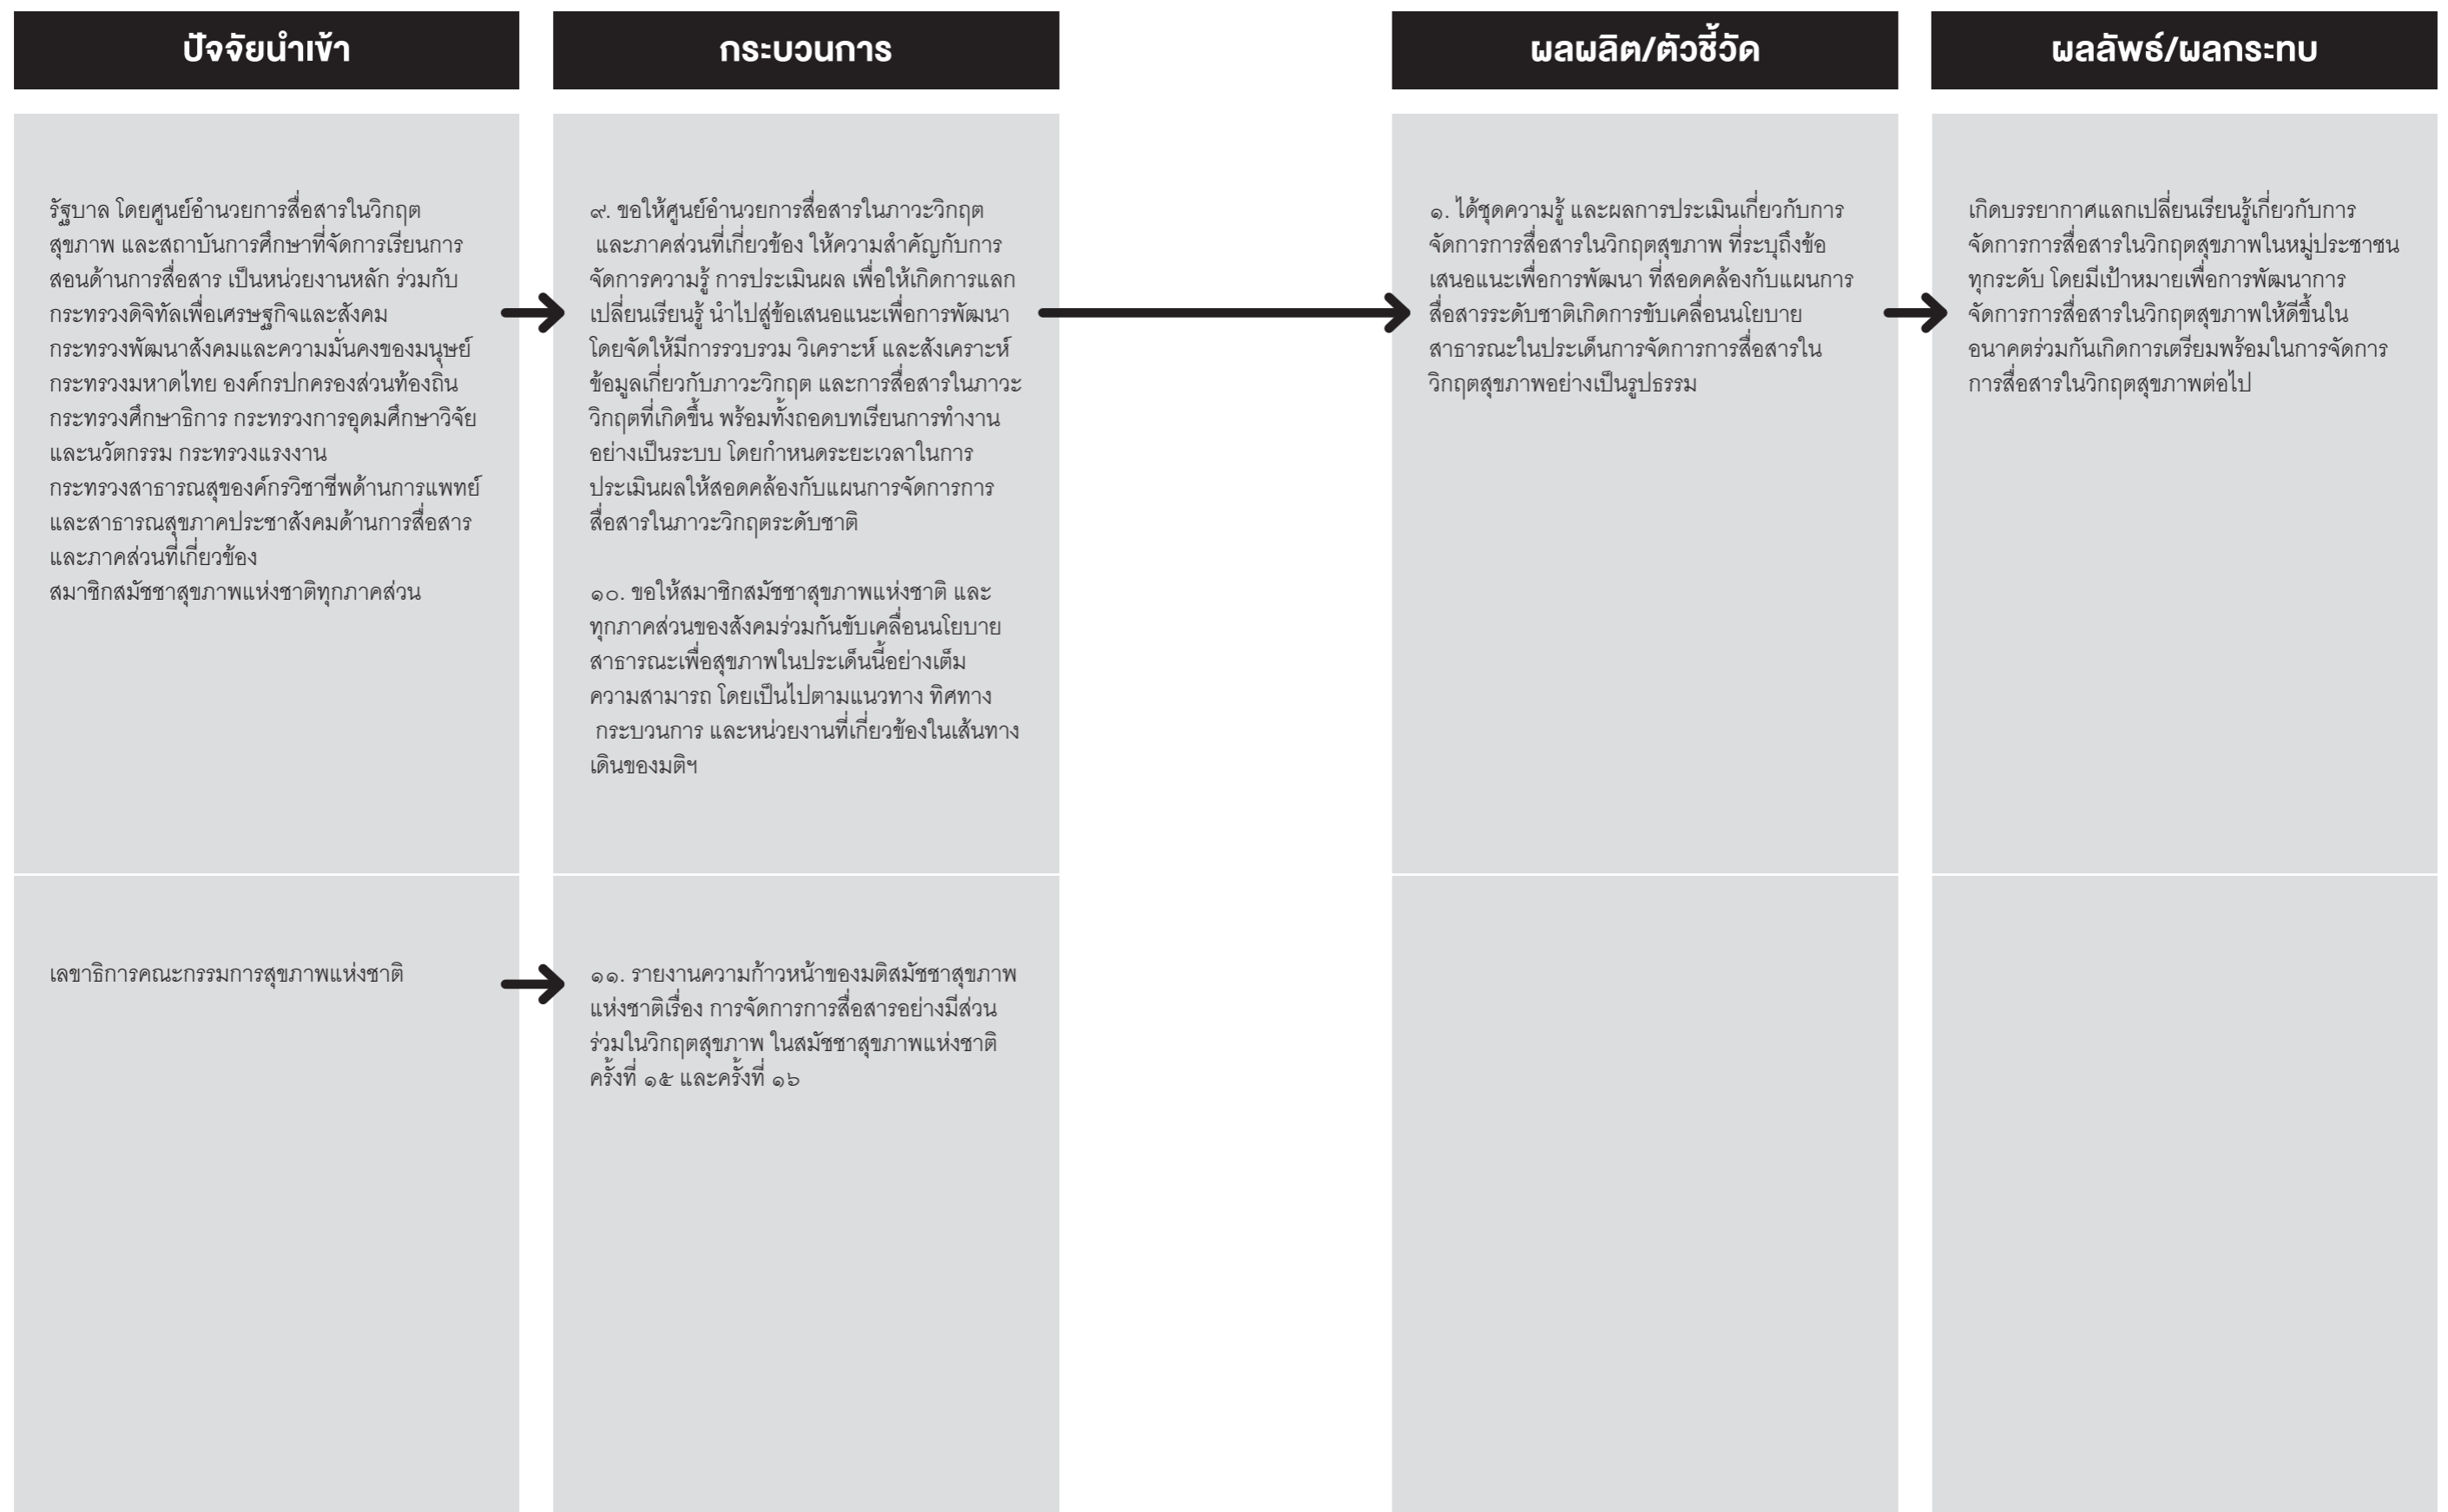 ปัจจัยนำเข้า
กระบวนการ
ผลผลิต/ตัวชี้วัด
ผลลัพธ์/ผลกระทบ
รัฐบาล โดยศูนย์อำนวยการสื่อสารในวิกฤต
สุขภาพ และสถาบันการศึกษาที่จัดการเรียนการ
สอนด้านการสื่อสาร เป็นหน่วยงานหลัก ร่วมกับ
กระทรวงดิจิทัลเพื่อเศรษฐกิจและสังคม
กระทรวงพัฒนาสังคมและความมั่นคงของมนุษย์
กระทรวงมหาดไทย องค์กรปกครองส่วนท้องถิ่น
กระทรวงศึกษาธิการ กระทรวงการอุดมศึกษาวิจัย
และนวัตกรรม กระทรวงแรงงาน
กระทรวงสาธารณสุของค์กรวิชาชีพด้านการแพทย์
และสาธารณสุขภาคประชาสังคมด้านการสื่อสาร
และภาคส่วนที่เกี่ยวข้อง
สมาชิกสมัชชาสุขภาพแห่งชาติทุกภาคส่วน
๙. ขอให้ศูนย์อำนวยการสื่อสารในภาวะวิกฤต
และภาคส่วนที่เกี่ยวข้อง ให้ความสำคัญกับการ
จัดการความรู้ การประเมินผล เพื่อให้เกิดการแลก
เปลี่ยนเรียนรู้ นำไปสู่ข้อเสนอแนะเพื่อการพัฒนา
โดยจัดให้มีการรวบรวม วิเคราะห์ และสังเคราะห์
ข้อมูลเกี่ยวกับภาวะวิกฤต และการสื่อสารในภาวะ
วิกฤตที่เกิดขึ้น พร้อมทั้งถอดบทเรียนการทำงาน
อย่างเป็นระบบ โดยกำหนดระยะเวลาในการ
ประเมินผลให้สอดคล้องกับแผนการจัดการการ
สื่อสารในภาวะวิกฤตระดับชาติ
๑๐. ขอให้สมาชิกสมัชชาสุขภาพแห่งชาติ และ
ทุกภาคส่วนของสังคมร่วมกันขับเคลื่อนนโยบาย
สาธารณะเพื่อสุขภาพในประเด็นนี้อย่างเต็ม
ความสามารถ โดยเป็นไปตามแนวทาง ทิศทาง
กระบวนการ และหน่วยงานที่เกี่ยวข้องในเส้นทาง
เดินของมติฯ
๑. ได้ชุดความรู้ และผลการประเมินเกี่ยวกับการ
จัดการการสื่อสารในวิกฤตสุขภาพ ที่ระบุถึงข้อ
เสนอแนะเพื่อการพัฒนา ที่สอดคล้องกับแผนการ
สื่อสารระดับชาติเกิดการขับเคลื่อนนโยบาย
สาธารณะในประเด็นการจัดการการสื่อสารใน
วิกฤตสุขภาพอย่างเป็นรูปธรรม
เกิดบรรยากาศแลกเปลี่ยนเรียนรู้เกี่ยวกับการ
จัดการการสื่อสารในวิกฤตสุขภาพในหมู่ประชาชน
ทุกระดับ โดยมีเป้าหมายเพื่อการพัฒนาการ
จัดการการสื่อสารในวิกฤตสุขภาพให้ดีขึ้นใน
อนาคตร่วมกันเกิดการเตรียมพร้อมในการจัดการ
การสื่อสารในวิกฤตสุขภาพต่อไป
เลขาธิการคณะกรรมการสุขภาพแห่งชาติ
๑๑. รายงานความก้าวหน้าของมติสมัชชาสุขภาพ
แห่งชาติเรื่อง การจัดการการสื่อสารอย่างมีส่วน
ร่วมในวิกฤตสุขภาพ ในสมัชชาสุขภาพแห่งชาติ
ครั้งที่ ๑๕ และครั้งที่ ๑๖